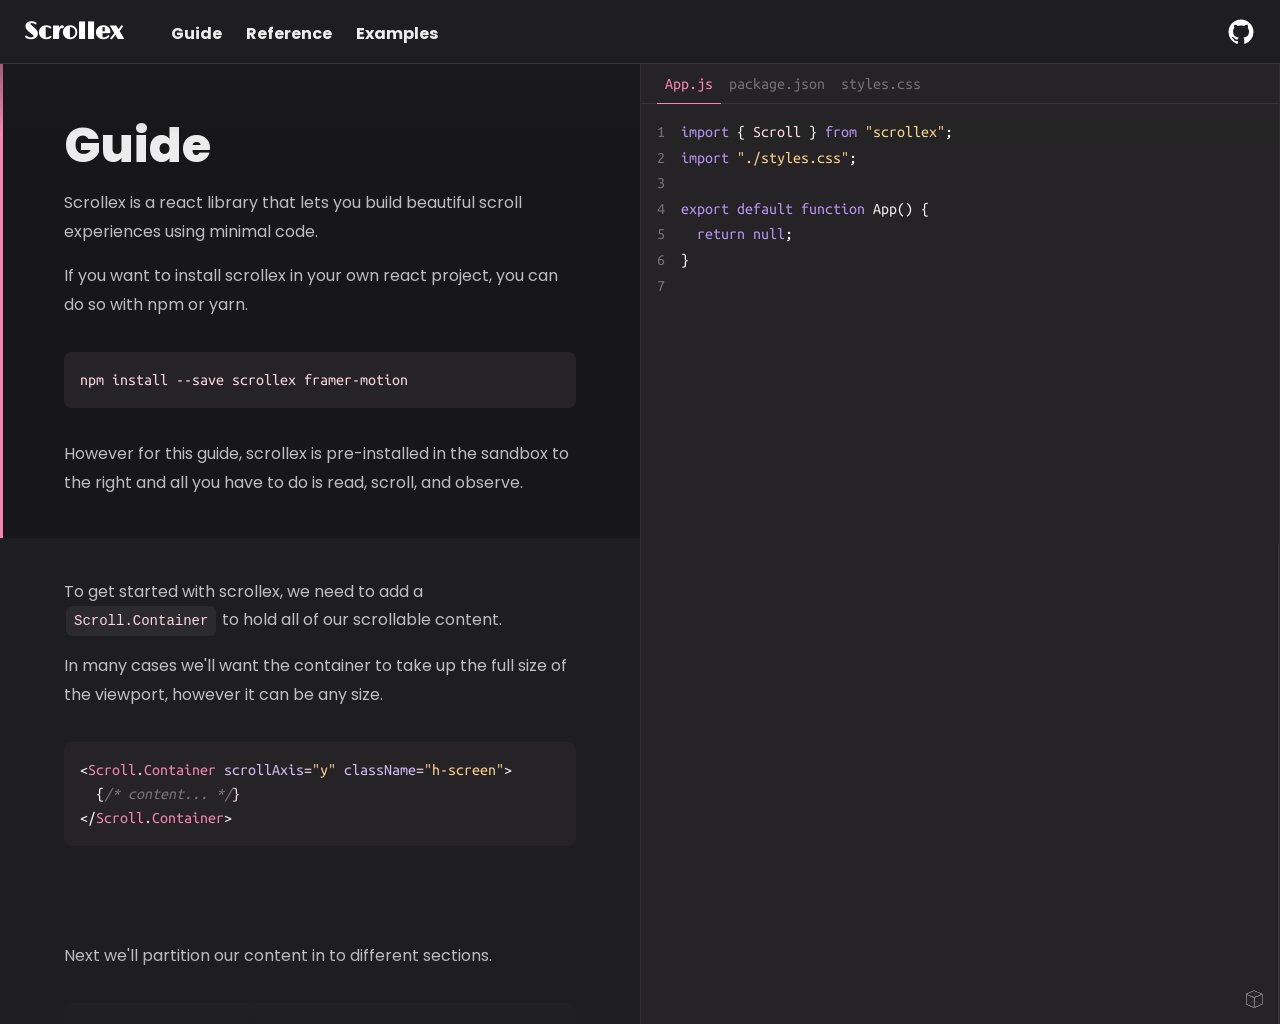 Scrollex
Guide
Reference
Examples
Guide
Scrollex is a react library that lets you build beautiful scroll
experiences using minimal code.
If you want to install scrollex in your own react project, you can
do so with npm or yarn.
npm install --save scrollex framer-motion
However for this guide, scrollex is pre-installed in the sandbox to
the right and all you have to do is read, scroll, and observe.
To get started with scrollex, we need to add a
Scroll.Container to hold all of our scrollable content.
In many cases we'll want the container to take up the full size of
the viewport, however it can be any size.
<Scroll.Container scrollAxis="y" className="h-screen">
  {/* content... */}
</Scroll.Container>
Next we'll partition our content in to different sections.
App.js
package.json
styles.css
1 import { Scroll } from "scrollex";
2 import "./styles.css";
3
4 export default function App() {
5   return null;
6 }
7